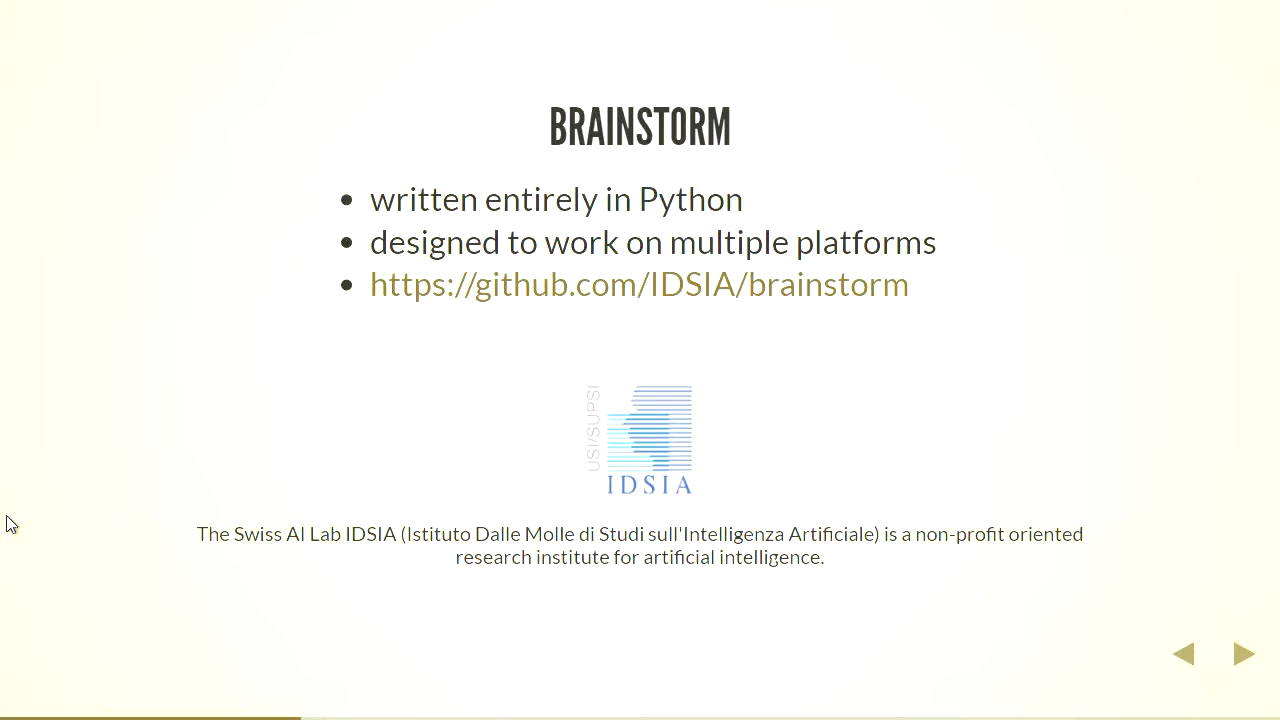 BRAINSTORM
written entirely in Python
designed to work on multiple platforms
https://github.com/IDSIA/brainstorm
USI/SUPSI
IDSIA
The Swiss AI Lab IDSIA (Istituto Dalle Molle di Studi sull'Intelligenza Artificiale) is a non-profit oriented
research institute for artificial intelligence.